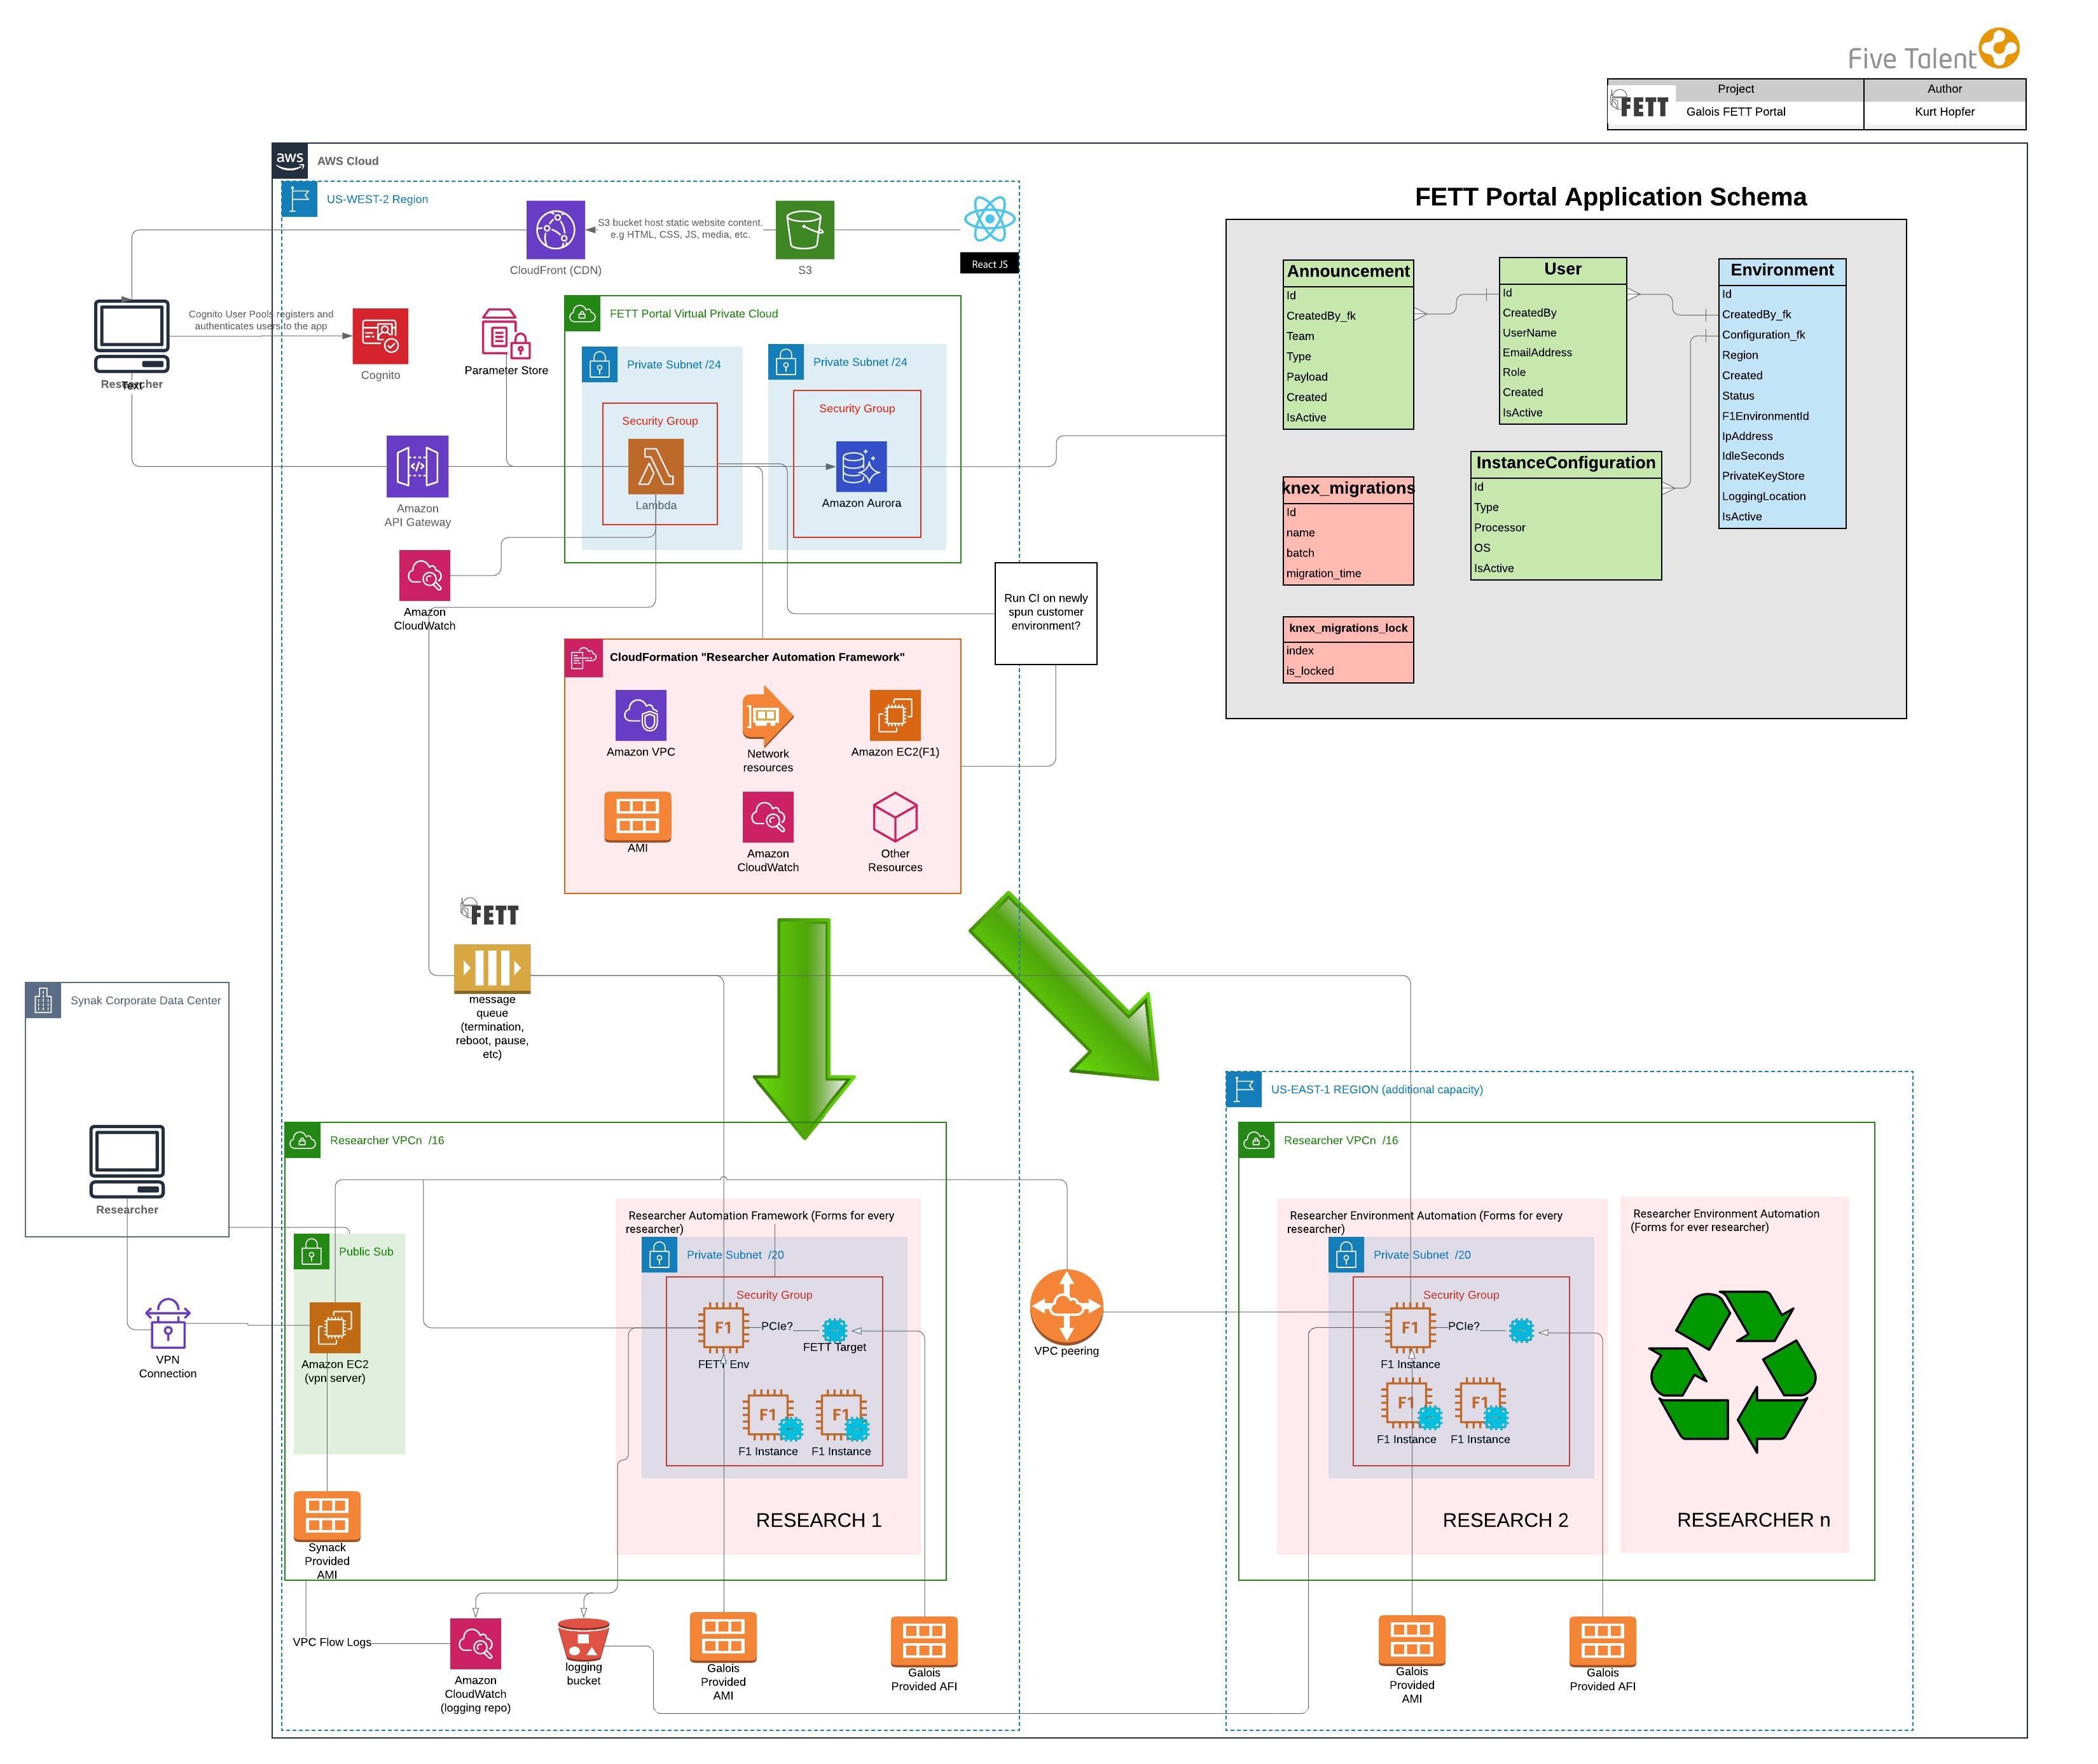 Five Talent
Project
Author
FETT
Galois FETT Portal
Kurt Hopfer
aws
AWS Cloud
US-WEST-2 Region
CloudFront (CDN)
S3 bucket host static website content.
e.g HTML, CSS, JS, media, etc.
S3
React JS
Researcher
Text
Cognito User Pools registers and
authenticates users to the app
Cognito
Parameter Store
Amazon
API Gateway
Amazon
CloudWatch
FETT Portal Virtual Private Cloud
Private Subnet /24
Security Group
Lambda
Private Subnet /24
Security Group
Amazon Aurora
Run CI on newly
spun customer
environment?
CloudFormation "Researcher Automation Framework"
Amazon VPC
Network
resources
Amazon EC2(F1)
AMI
Amazon
CloudWatch
Other
Resources
FETT Portal Application Schema
Announcement
Id
CreatedBy_fk
Team
Type
Payload
Created
IsActive
User
Id
CreatedBy
UserName
EmailAddress
Role
Created
IsActive
Environment
Id
CreatedBy_fk
Configuration_fk
Region
Created
Status
F1EnvironmentId
IpAddress
IdleSeconds
PrivateKeyStore
LoggingLocation
IsActive
knex_migrations
Id
name
batch
migration_time
InstanceConfiguration
Id
Type
Processor
OS
IsActive
knex_migrations_lock
index
is_locked
FETT
message
queue
(termination,
reboot, pause,
etc)
Synak Corporate Data Center
Researcher
VPN
Connection
Researcher VPCn /16
Public Sub
Amazon EC2
(vpn server)
Synack
Provided
AMI
Researcher Automation Framework (Forms for every
researcher)
Private Subnet /20
Security Group
F1
PCIe?
FETT Target
FETT Env
F1
F1
F1 Instance
F1 Instance
RESEARCH 1
VPC peering
VPC Flow Logs
Amazon
CloudWatch
(logging repo)
logging
bucket
Galois
Provided
AMI
Galois
Provided AFI
US-EAST-1 REGION (additional capacity)
Researcher VPCn /16
Researcher Environment Automation (Forms for every
researcher)
Private Subnet /20
Security Group
F1
PCIe?
F1 Instance
F1
F1
F1 Instance
F1 Instance
RESEARCH 2
Researcher Environment Automation
(Forms for ever researcher)
RESEARCHER n
Galois
Provided
AMI
Galois
Provided AFI